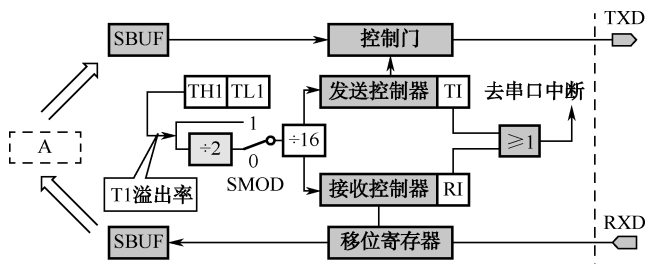 TXD
SBUF
控制门
TH1 TL1
发送控制器 TI
去串口中断
1
A
÷2
÷16
≥1
0
T1溢出率
SMOD
接收控制器 RI
RXD
SBUF
移位寄存器